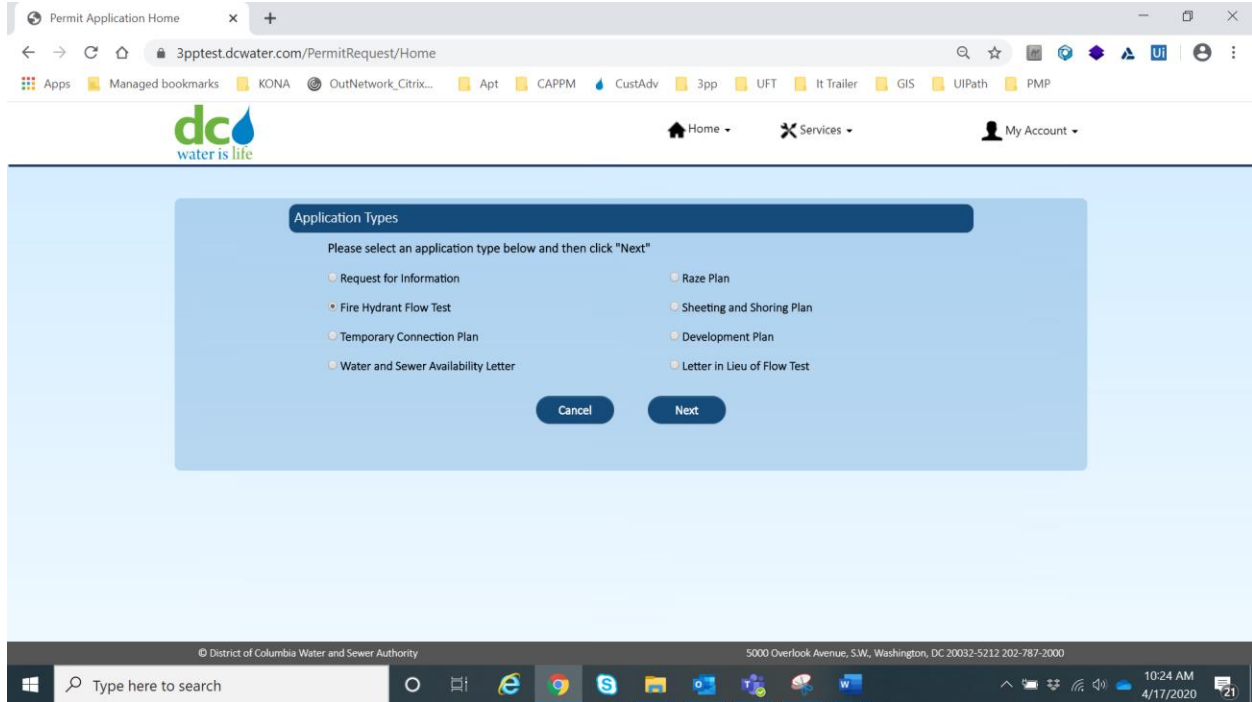 Permit Application Home
3pptest.dcwater.com/PermitRequest/Home
Ui
Apps Managed bookmarks KONA OutNetwork_Citrix... Apt CAPPM CustAdv 3pp UFT It Trailer GIS UIPath PMP
dc
water is life
Home Services My Account
Application Types
Please select an application type below and then click "Next"
Request for Information Raze Plan
Fire Hydrant Flow Test Sheeting and Shoring Plan
Temporary Connection Plan Development Plan
Water and Sewer Availability Letter Letter in Lieu of Flow Test
Cancel Next
© District of Columbia Water and Sewer Authority 5000 Overlook Avenue, S.W., Washington, DC 20032-5212 202-787-2000
Type here to search
10:24 AM
4/17/2020
21